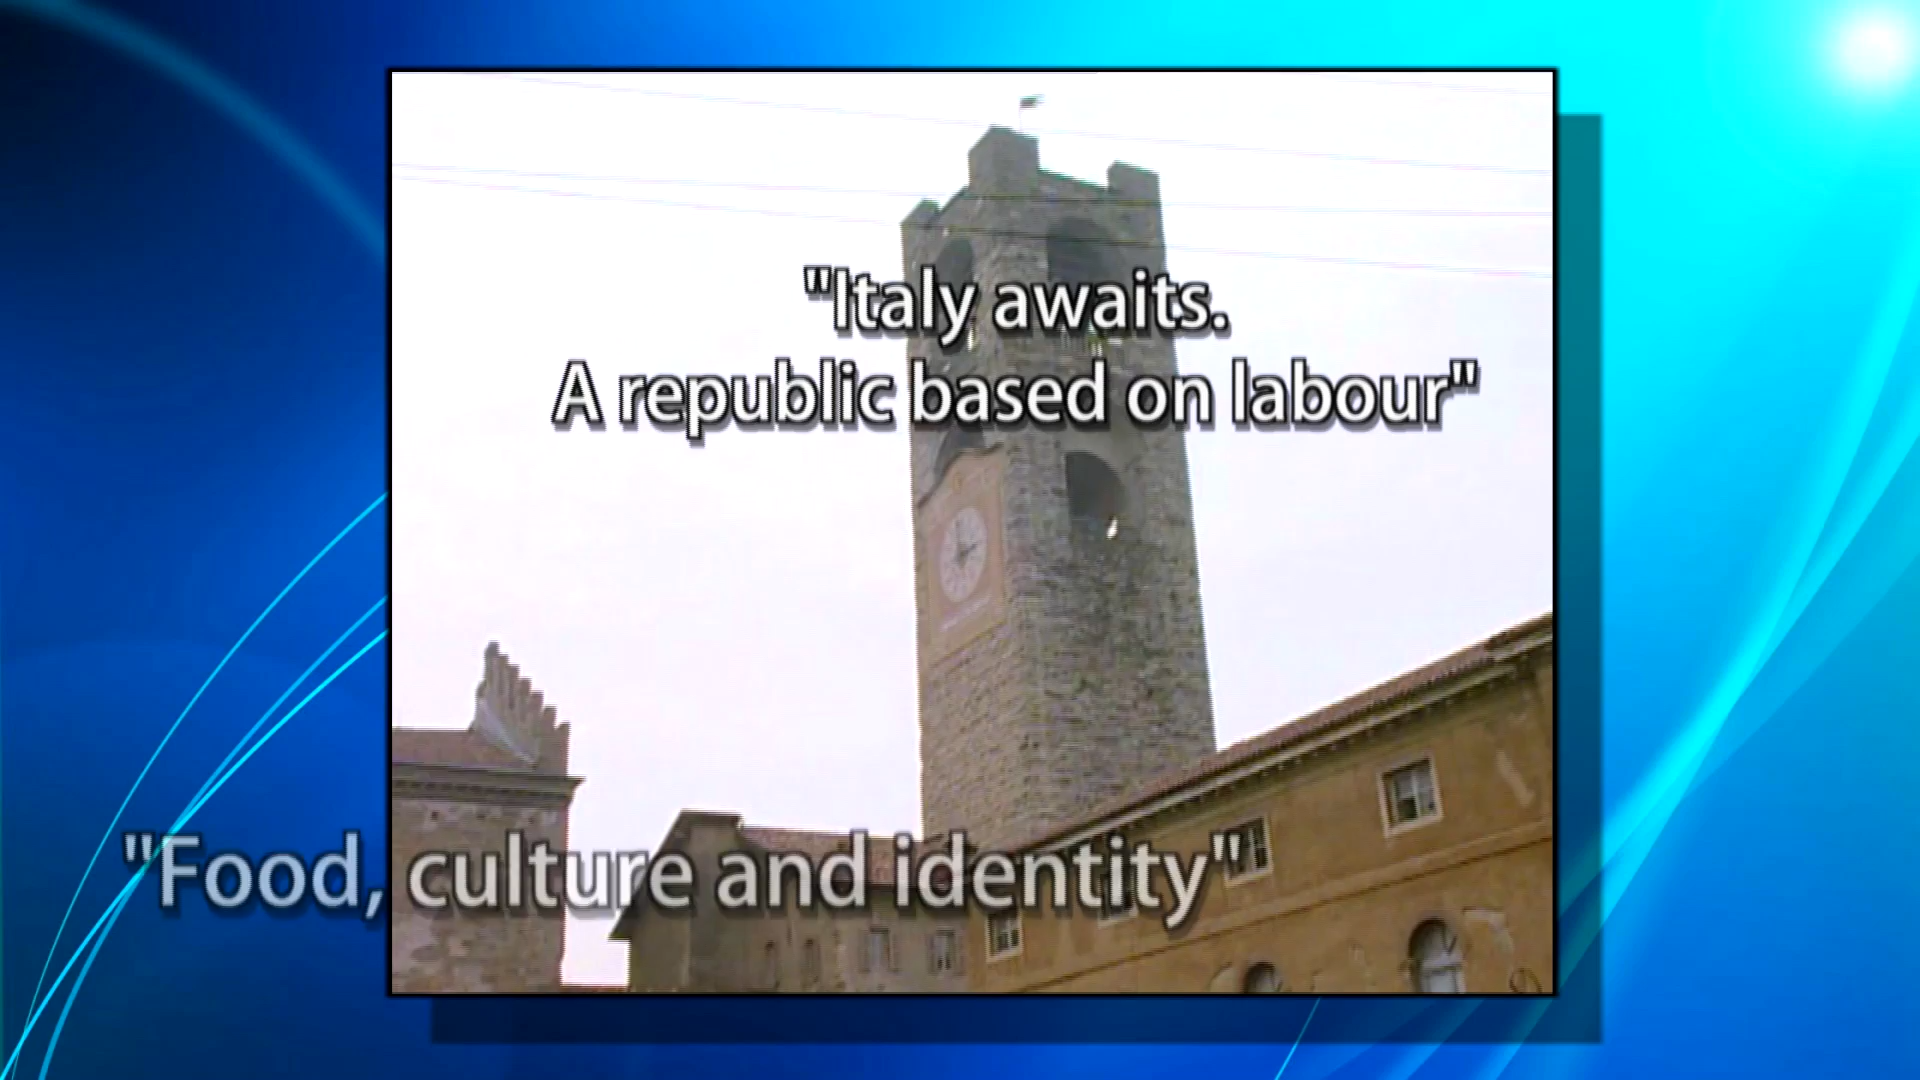 "Italy awaits.
A republic based on labour"
"Food, culture and identity"